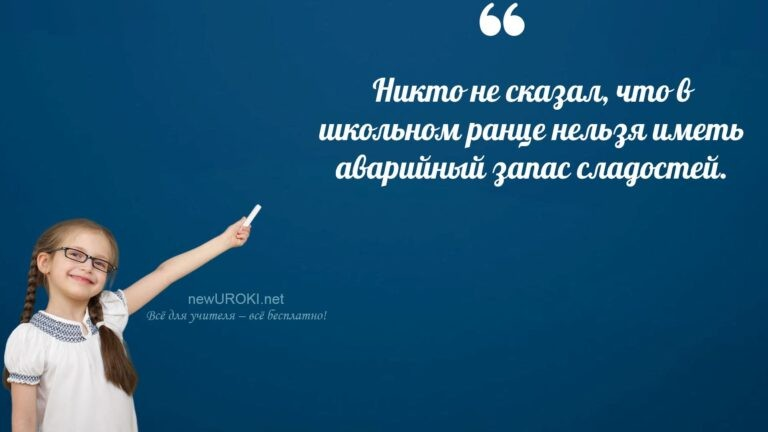 “
Никто не сказал, что в
школьном ранце нельзя иметь
аварийный запас сладостей.
newUROKI.net
Всё для учителя – всё бесплатно!